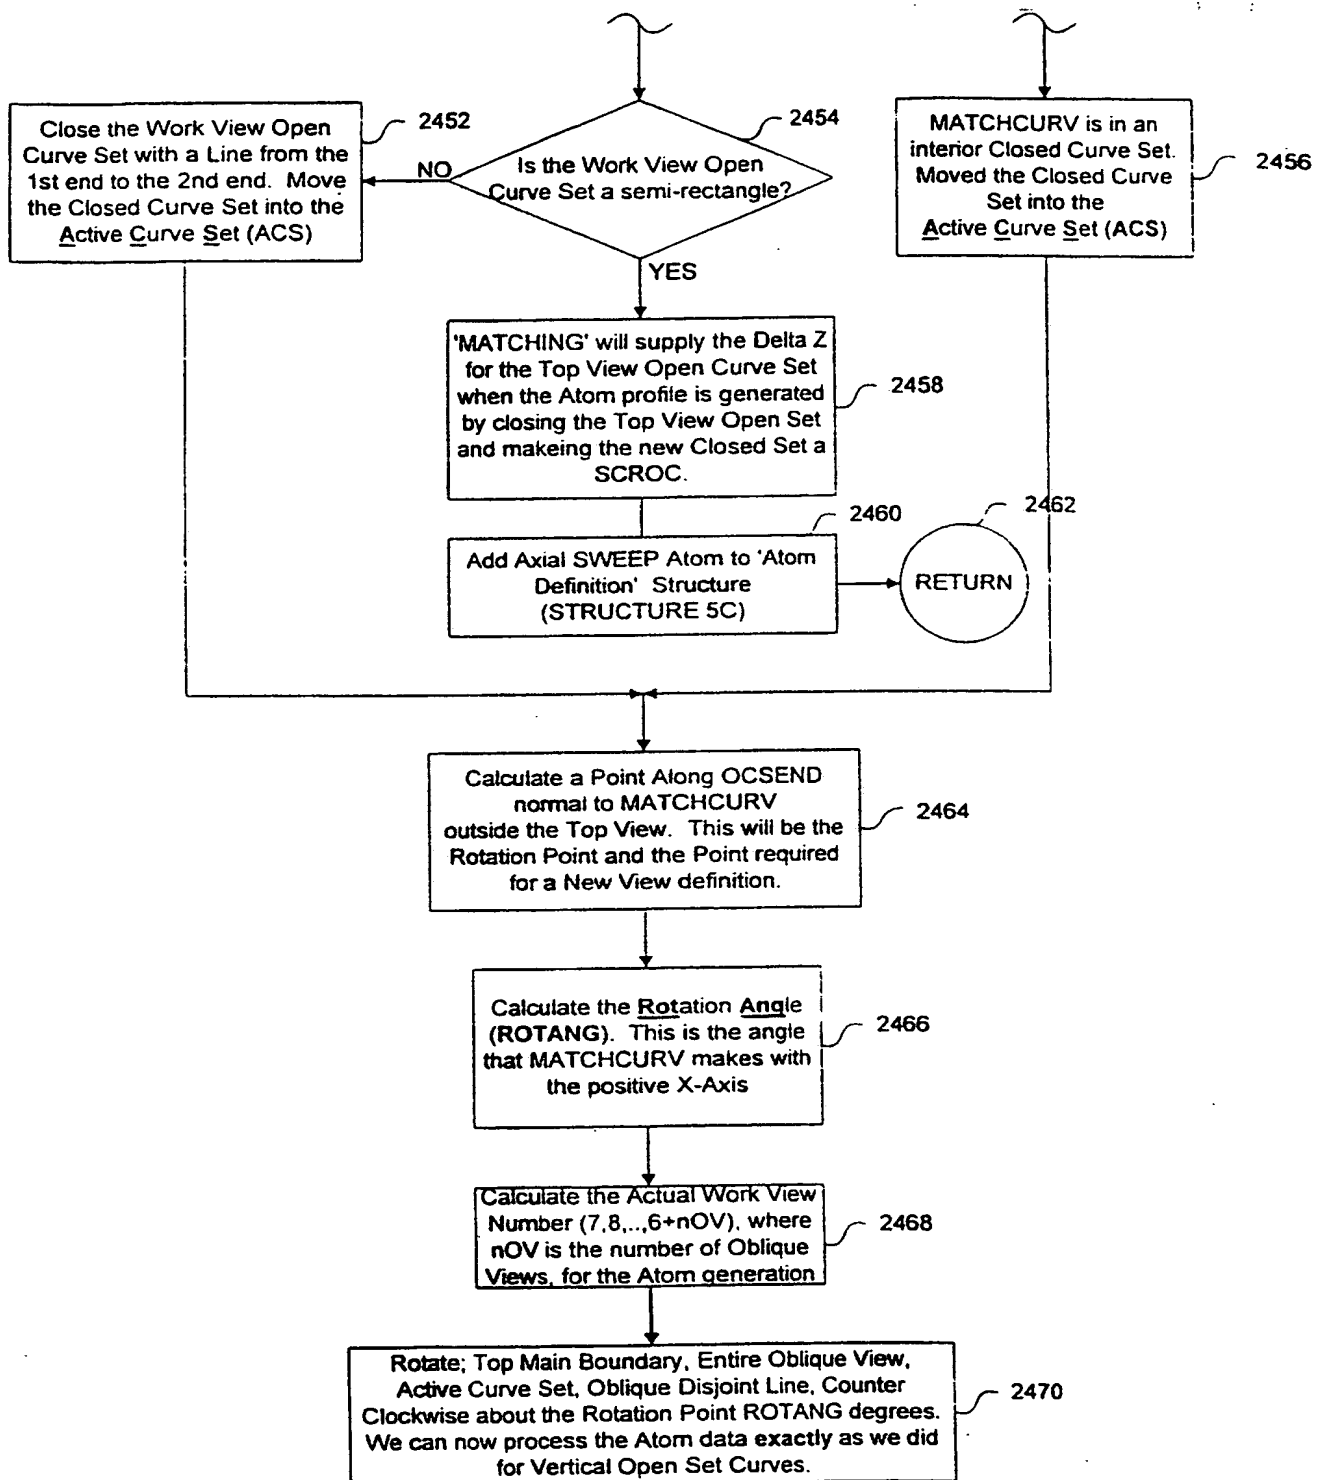 Close the Work View Open
Curve Set with a Line from the
1st end to the 2nd end. Move
the Closed Curve Set into the
Active Curve Set (ACS)
2452
NO
Is the Work View Open
Curve Set a semi-rectangle?
2454
YES
MATCHCURV is in an
interior Closed Curve Set.
Moved the Closed Curve
Set into the
Active Curve Set (ACS)
2456
'MATCHING' will supply the Delta Z
for the Top View Open Curve Set
when the Atom profile is generated
by closing the Top View Open Set
and makeing the new Closed Set a
SCROC.
2458
Add Axial SWEEP Atom to 'Atom
Definition' Structure
(STRUCTURE 5C)
2460
RETURN
2462
Calculate a Point Along OCSEND
normal to MATCHCURV
outside the Top View. This will be the
Rotation Point and the Point required
for a New View definition.
2464
Calculate the Rotation Angle
(ROTANG). This is the angle
that MATCHCURV makes with
the positive X-Axis
2466
Calculate the Actual Work View
Number (7,8,..,6+nOV), where
nOV is the number of Oblique
Views, for the Atom generation
2468
Rotate; Top Main Boundary, Entire Oblique View,
Active Curve Set, Oblique Disjoint Line, Counter
Clockwise about the Rotation Point ROTANG degrees.
We can now process the Atom data exactly as we did
for Vertical Open Set Curves.
2470